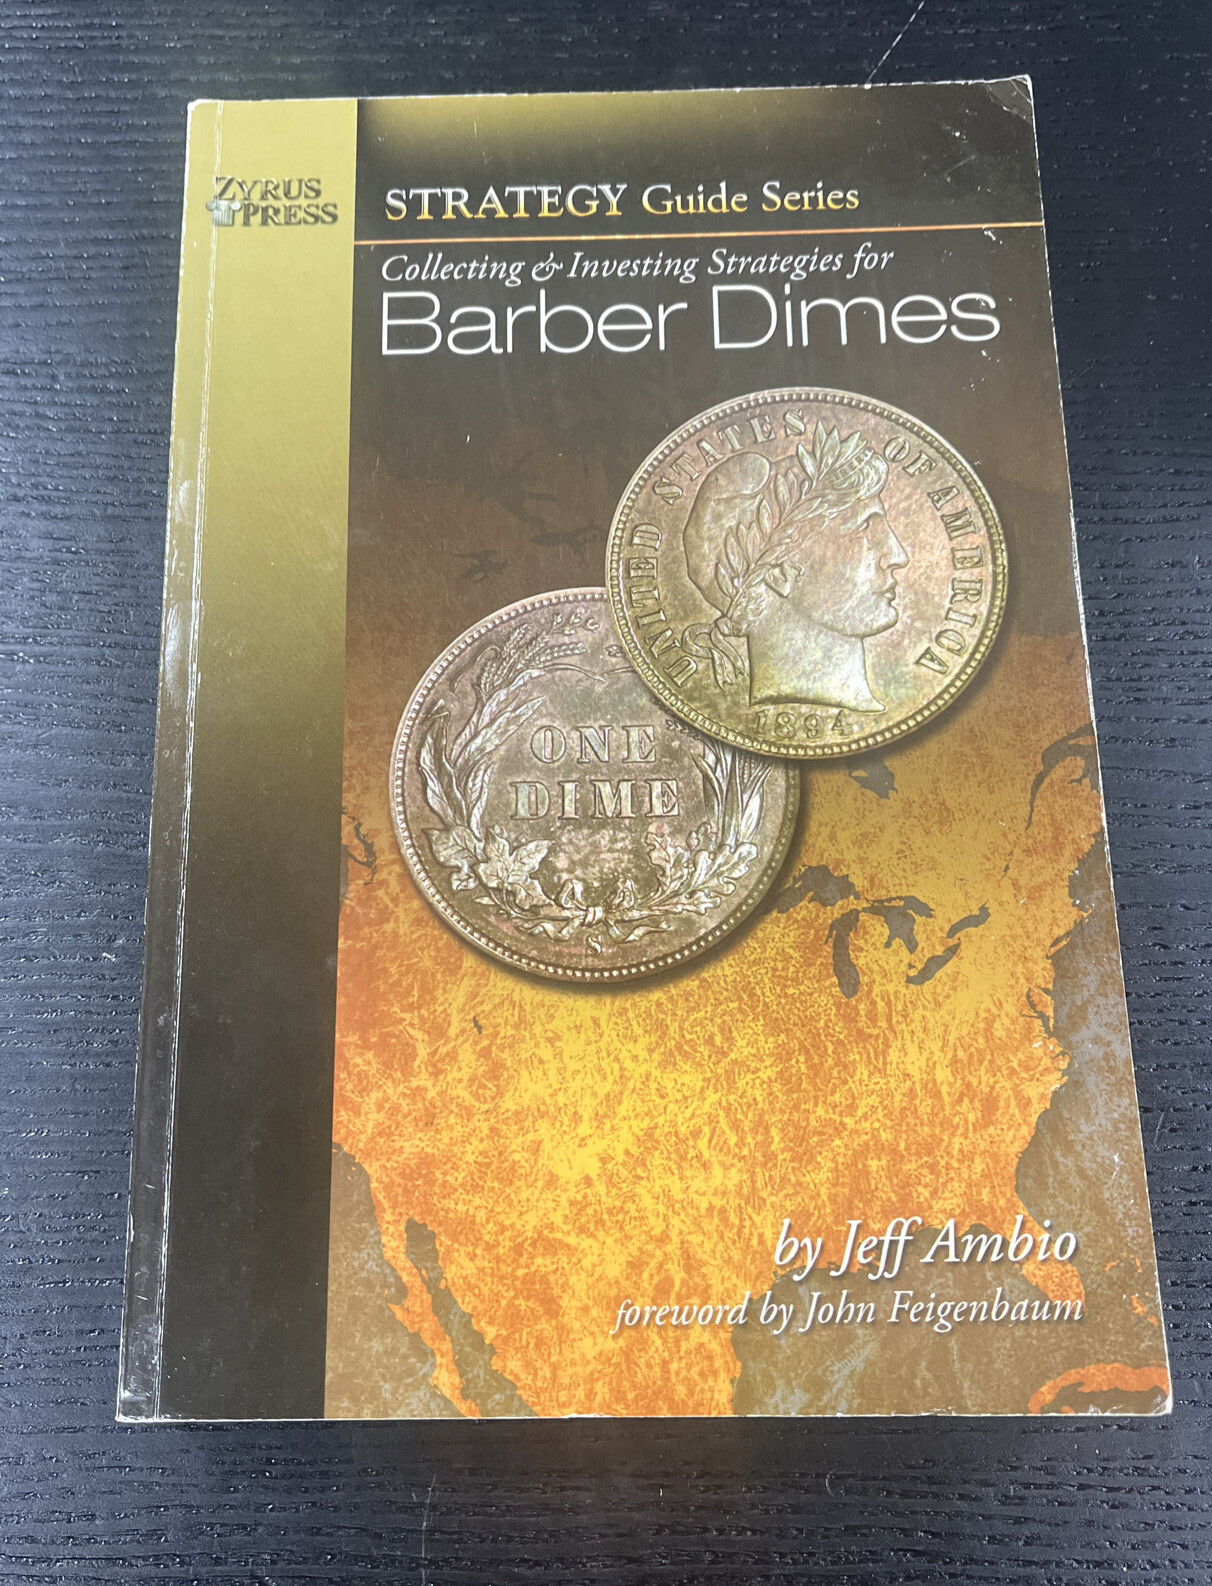 ZYRUS
PRESS
STRATEGY Guide Series
Collecting & Investing Strategies for
Barber Dimes
UNITED STATES OF AMERICA
1894
ONE
DIME
S
by Jeff Ambio
foreword by John Feigenbaum